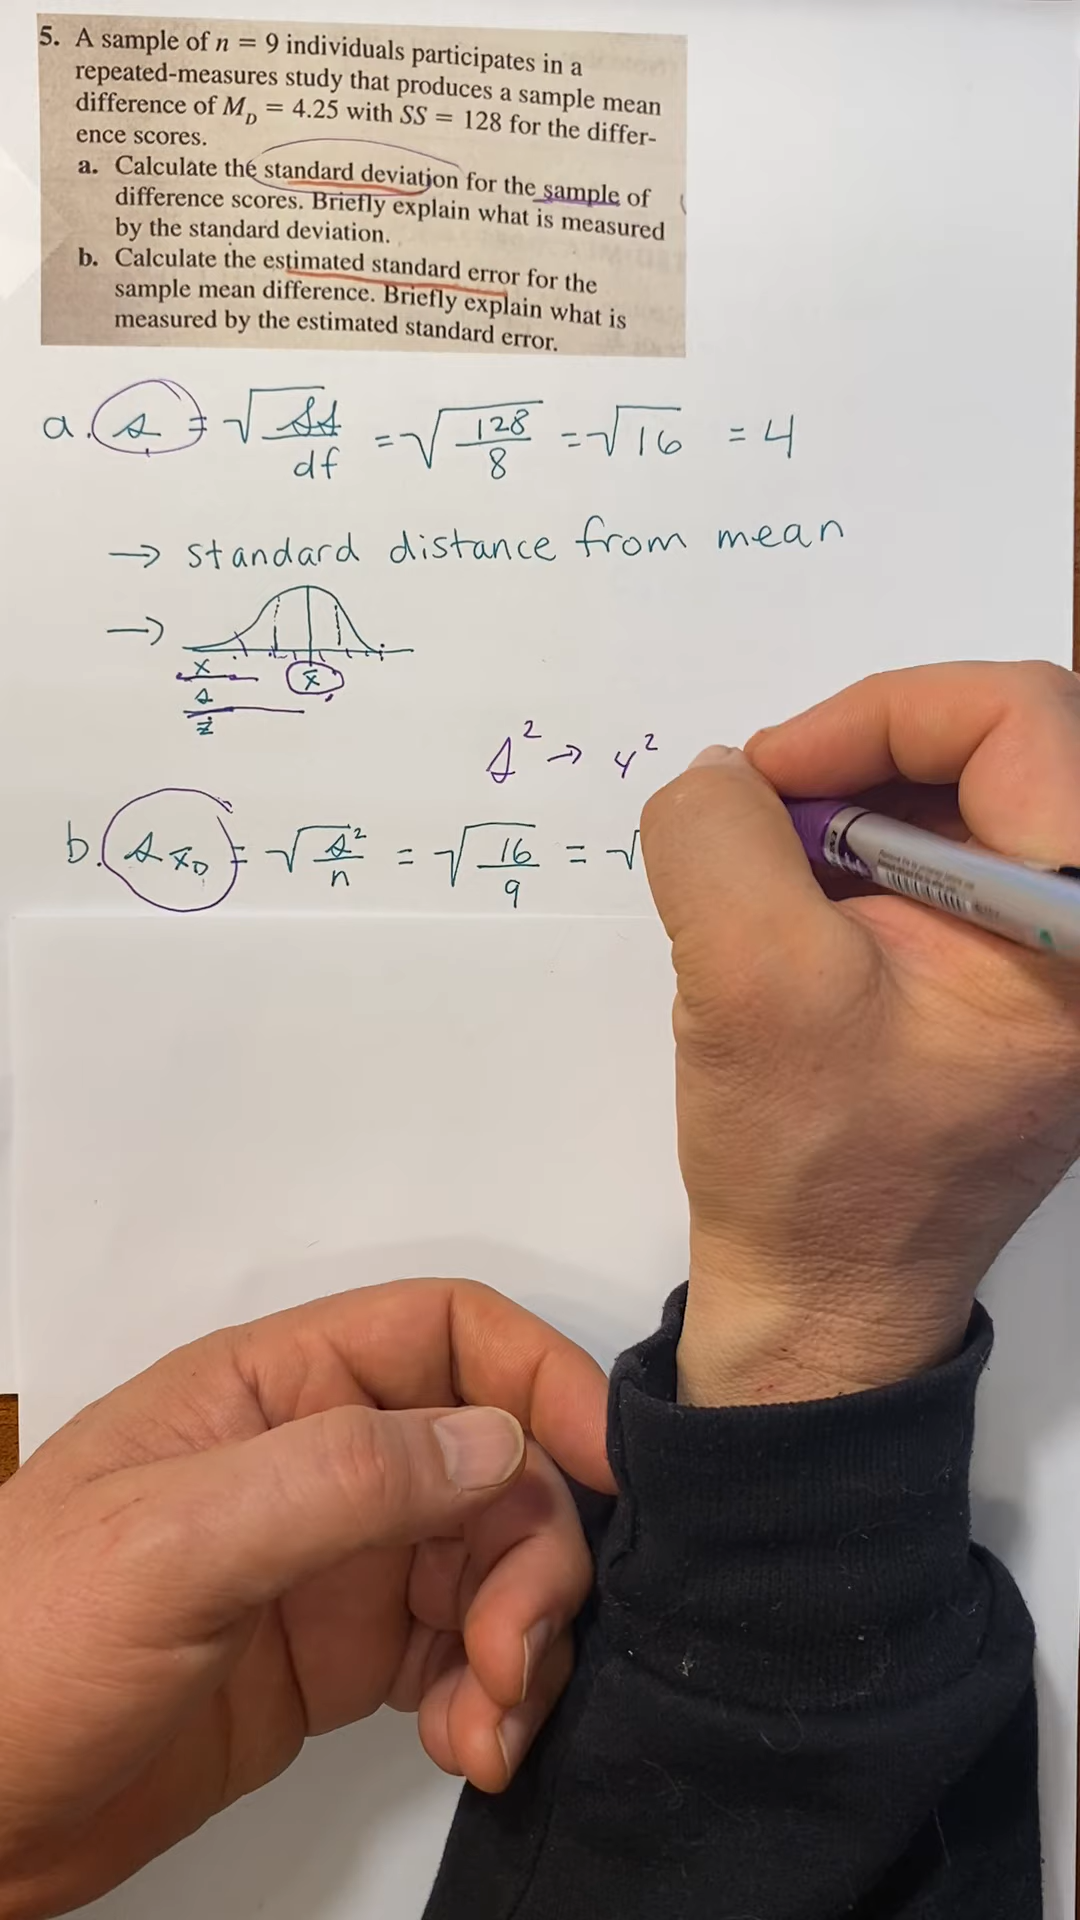 5. A sample of n = 9 individuals participates in a
repeated-measures study that produces a sample mean
difference of M_D = 4.25 with SS = 128 for the differ-
ence scores.
a. Calculate the standard deviation for the sample of
difference scores. Briefly explain what is measured
by the standard deviation.
b. Calculate the estimated standard error for the
sample mean difference. Briefly explain what is
measured by the estimated standard error.
a. s = √(SS/df) = √(128/8) = √16 = 4
→ standard distance from mean
→
x x̄
s
z
s² → 4²
b. s x̄_D = √(s²/n) = √(16/9) = √